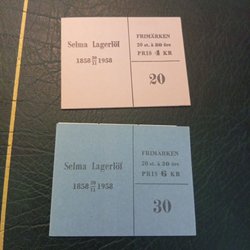 Selma Lagerlöf
1858 20/11 1958
FRIMÄRKEN
20 st. à 20 öre
PRIS 4 KR
20
Selma Lagerlöf
1858 20/11 1958
FRIMÄRKEN
20 st. à 30 öre
PRIS 6 KR
30